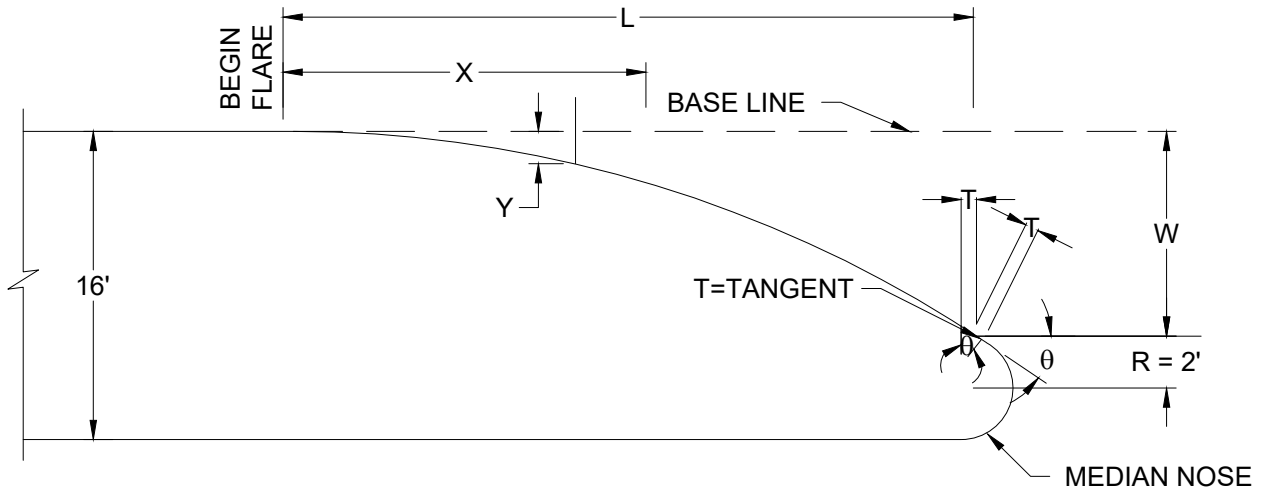 L
BEGIN
FLARE
X
BASE LINE
Y
T
T
W
16'
T=TANGENT
θ
θ
R = 2'
MEDIAN NOSE